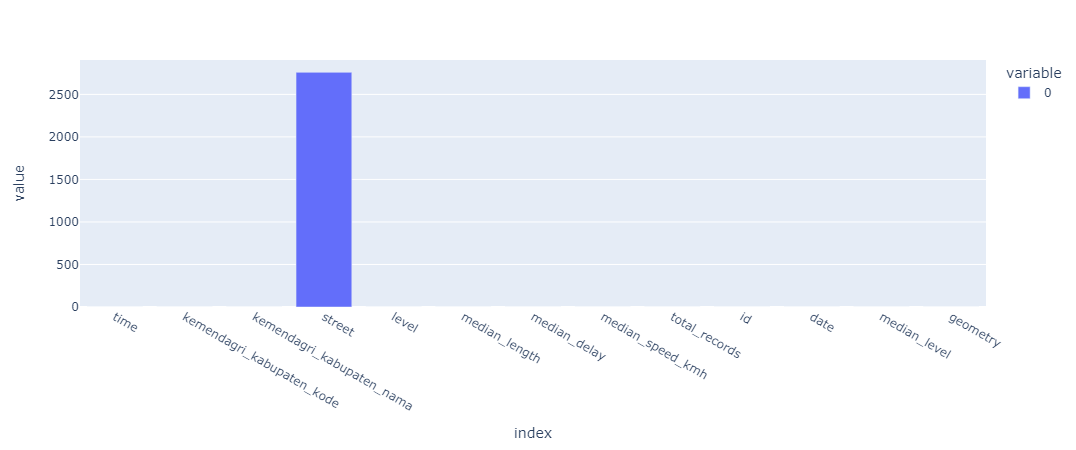 variable
0
2500
2000
1500
1000
500
0
value
time
kemendagri_kabupaten_kode
kemendagri_kabupaten_nama
street
level
median_length
median_delay
median_speed_kmh
total_records
id
date
median_level
geometry
index